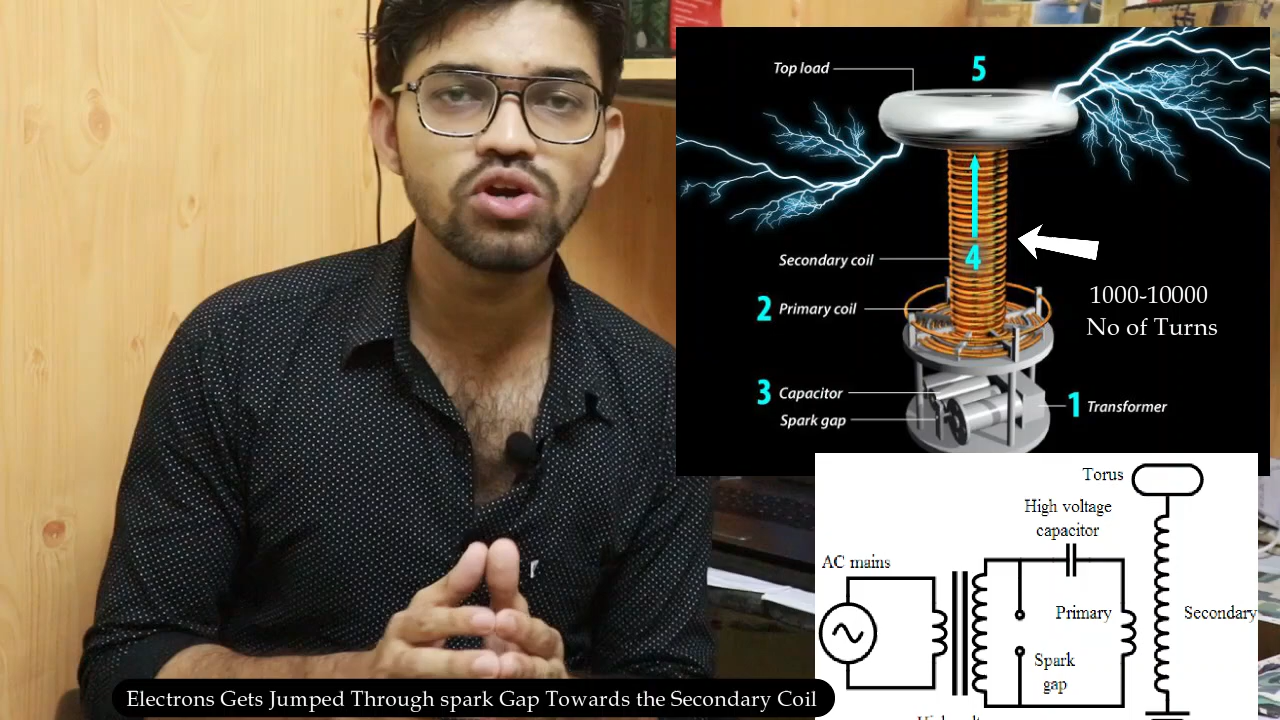 Top load
5
Secondary coil
4
2 Primary coil
1000-10000
No of Turns
3 Capacitor
Spark gap
1 Transformer
Torus
High voltage
capacitor
AC mains
Primary
Secondary
Spark
gap
Electrons Gets Jumped Through spark Gap Towards the Secondary Coil